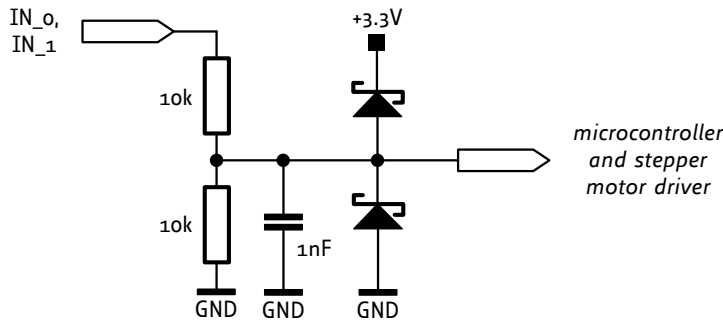 IN_0,
IN_1
+3.3V
10k
microcontroller
and stepper
motor driver
10k
1nF
GND
GND
GND